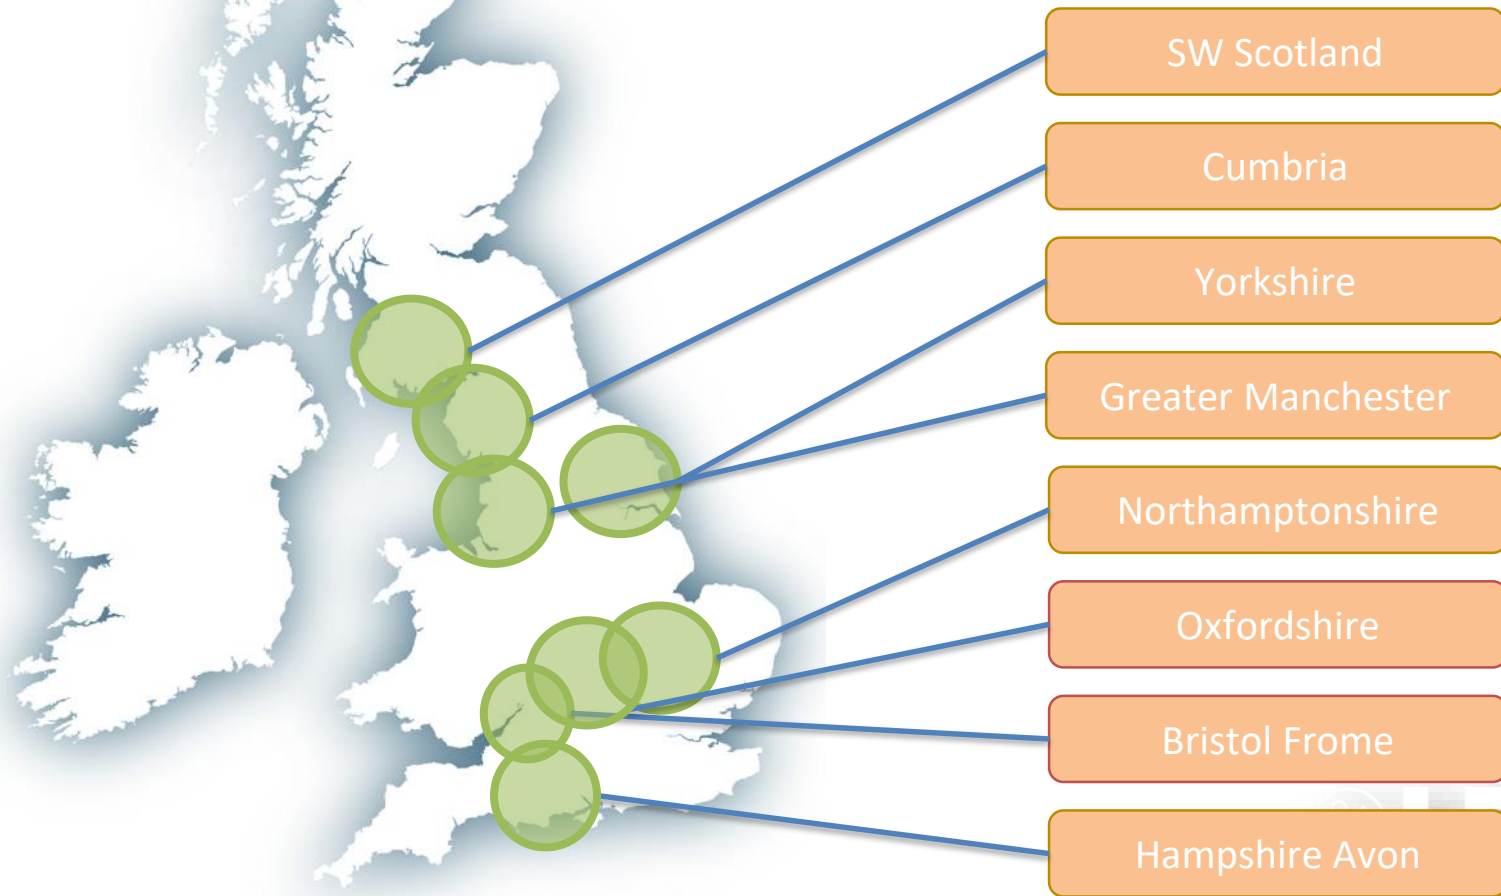 SW Scotland
Cumbria
Yorkshire
Greater Manchester
Northamptonshire
Oxfordshire
Bristol Frome
Hampshire Avon